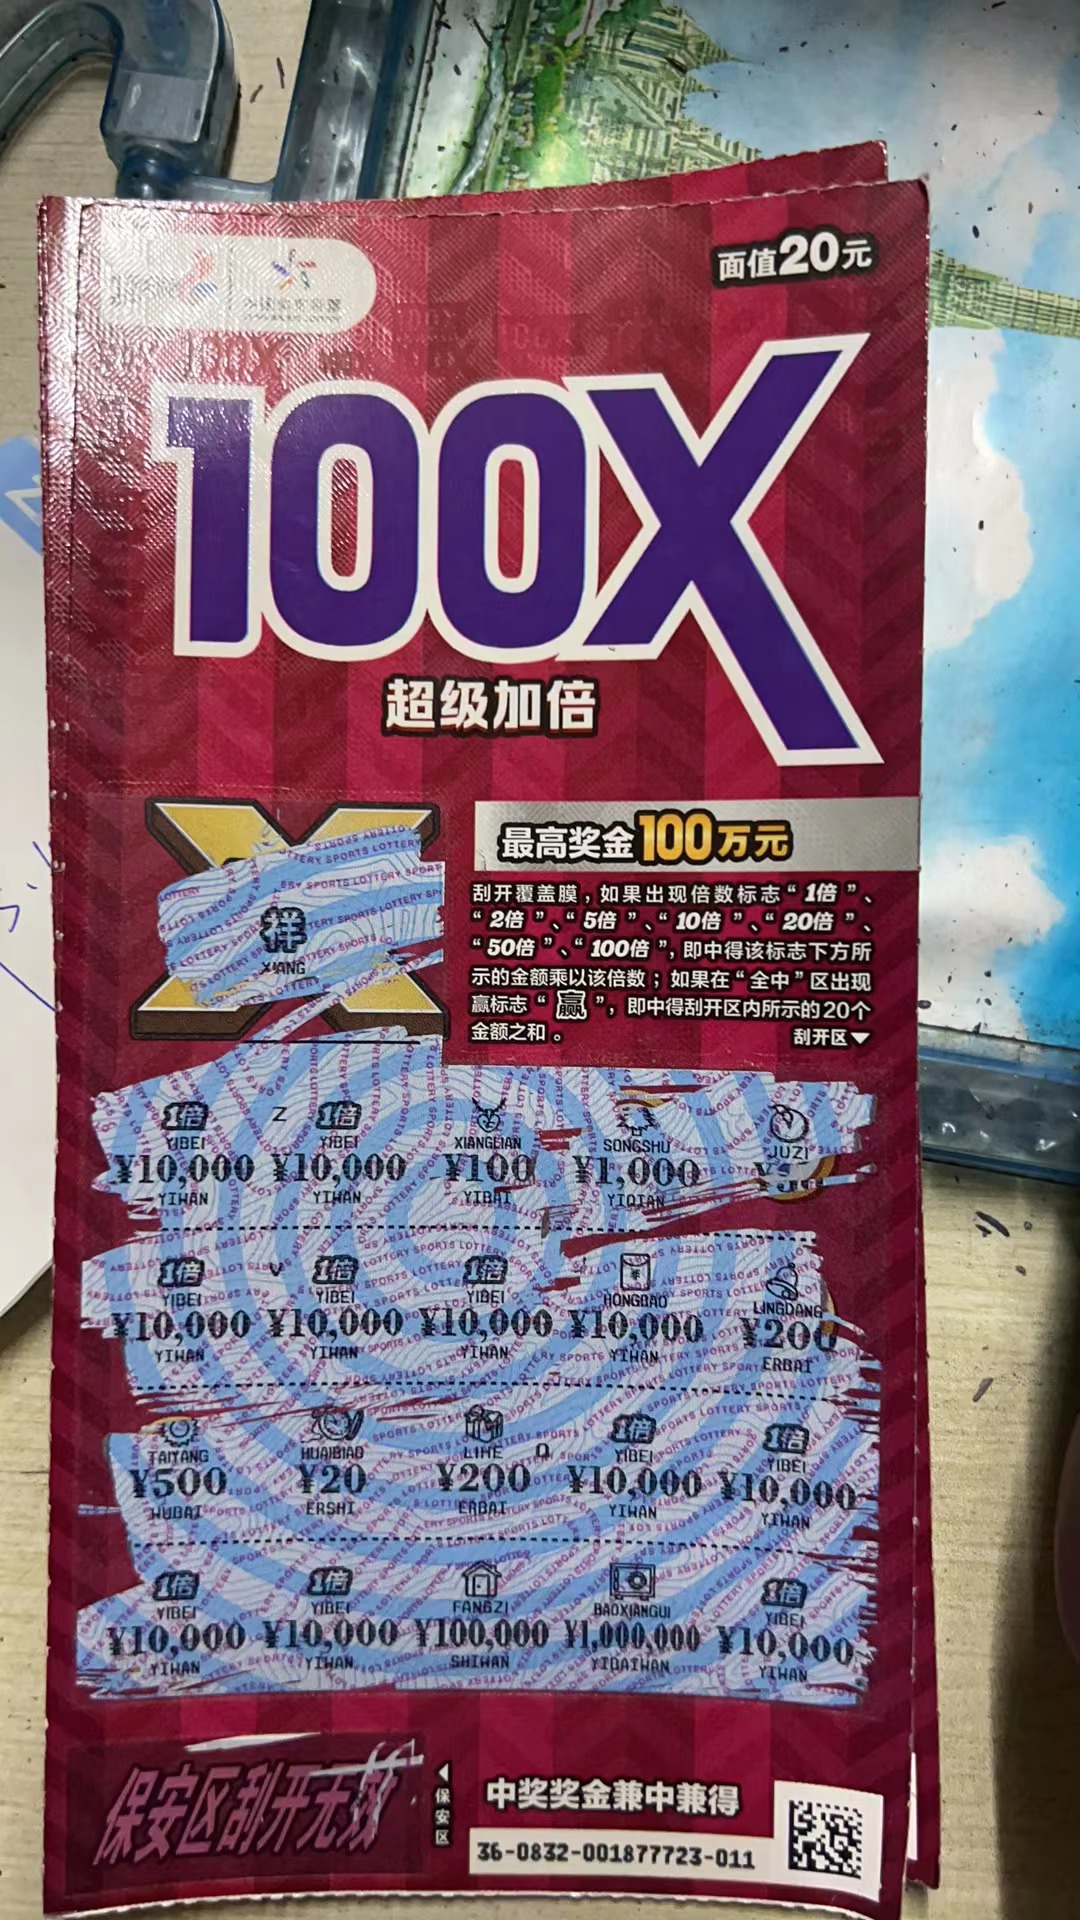 面值20元
100X
超级加倍
最高奖金100万元
刮开覆盖膜，如果出现倍数标志“1倍”、
“2倍”、“5倍”、“10倍”、“20倍”、
“50倍”、“100倍”，即中得该标志下方所
示的金额乘以该倍数；如果在“全中”区出现
赢标志“赢”，即中得刮开区内所示的20个
金额之和。
刮开区▼
祥
XIANG
1倍 Z 1倍
YIBEI YIBEI XIANGLIAN SONGSHU JUZI
¥10,000 ¥10,000 ¥100 ¥1,000
YIWAN YIWAN YIBAI YIQIAN
1倍 V 1倍 1倍
YIBEI YIBEI YIBEI HONGBAO LINGDANG
¥10,000 ¥10,000 ¥10,000 ¥10,000 ¥200
YIWAN YIWAN YIWAN YIWAN ERBAI
1倍 1倍
TAIYANG HUAIBIAO LIHE YIBEI YIBEI
¥500 ¥20 ¥200 ¥10,000 ¥10,000
WUBAI ERSHI ERBAI YIWAN YIWAN
1倍 1倍 1倍
YIBEI YIBEI FANGZI BAOXIANGUI YIBEI
¥10,000 ¥10,000 ¥100,000 ¥1,000,000 ¥10,000
YIWAN YIWAN SHIWAN YIBAIWAN YIWAN
保安区刮开无效
◀保安区
中奖奖金兼中兼得
36-0832-001877723-011